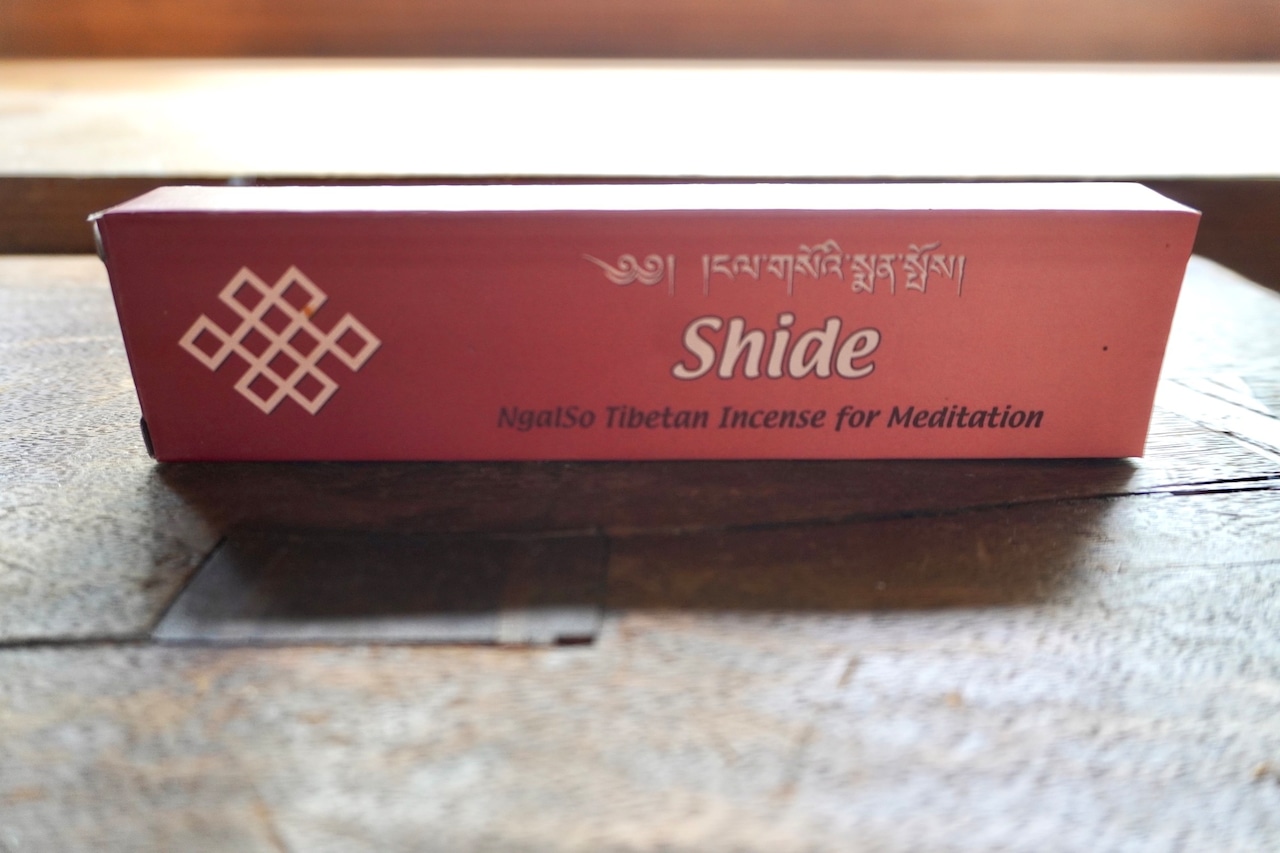 ༄༅། །ངལ་གསོའི་སྨན་སྤོས།
Shide
NgalSo Tibetan Incense for Meditation